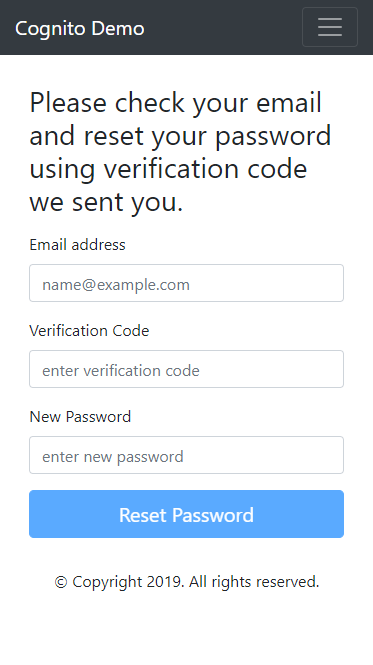 Cognito Demo
Please check your email
and reset your password
using verification code
we sent you.
Email address
name@example.com
Verification Code
enter verification code
New Password
enter new password
Reset Password
© Copyright 2019. All rights reserved.